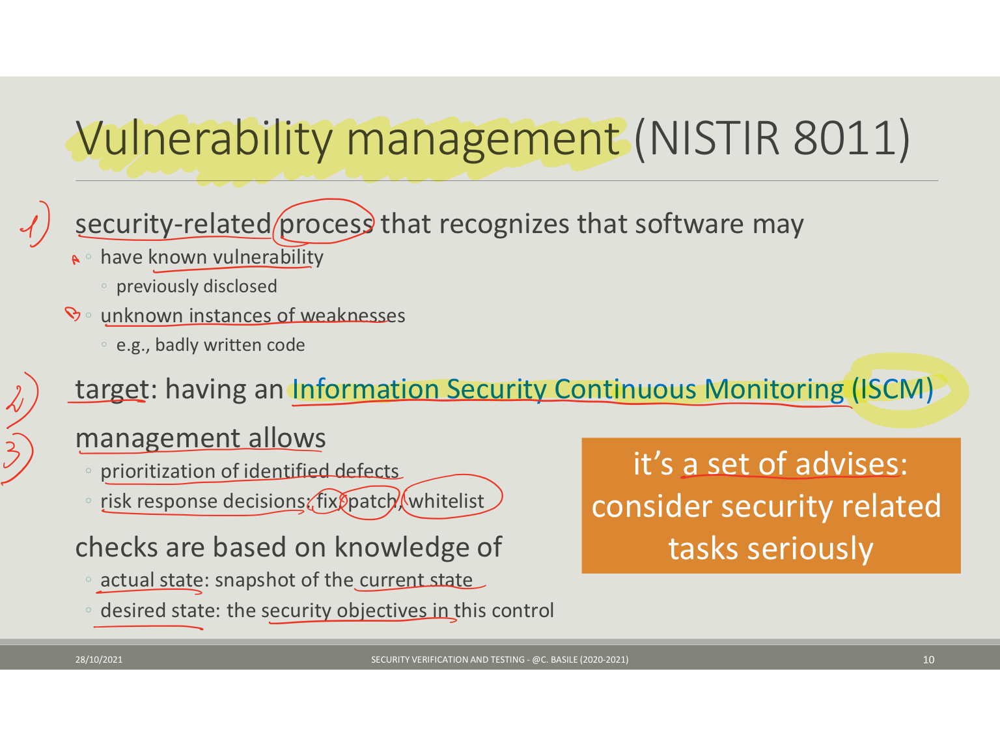 Vulnerability management (NISTIR 8011)
1) security-related process that recognizes that software may
A ◦ have known vulnerability
◦ previously disclosed
B ◦ unknown instances of weaknesses
◦ e.g., badly written code
2) target: having an Information Security Continuous Monitoring (ISCM)
3) management allows
◦ prioritization of identified defects
◦ risk response decisions: fix, patch, whitelist
it’s a set of advises:
consider security related
tasks seriously
checks are based on knowledge of
◦ actual state: snapshot of the current state
◦ desired state: the security objectives in this control
28/10/2021
SECURITY VERIFICATION AND TESTING - @C. BASILE (2020-2021)
10